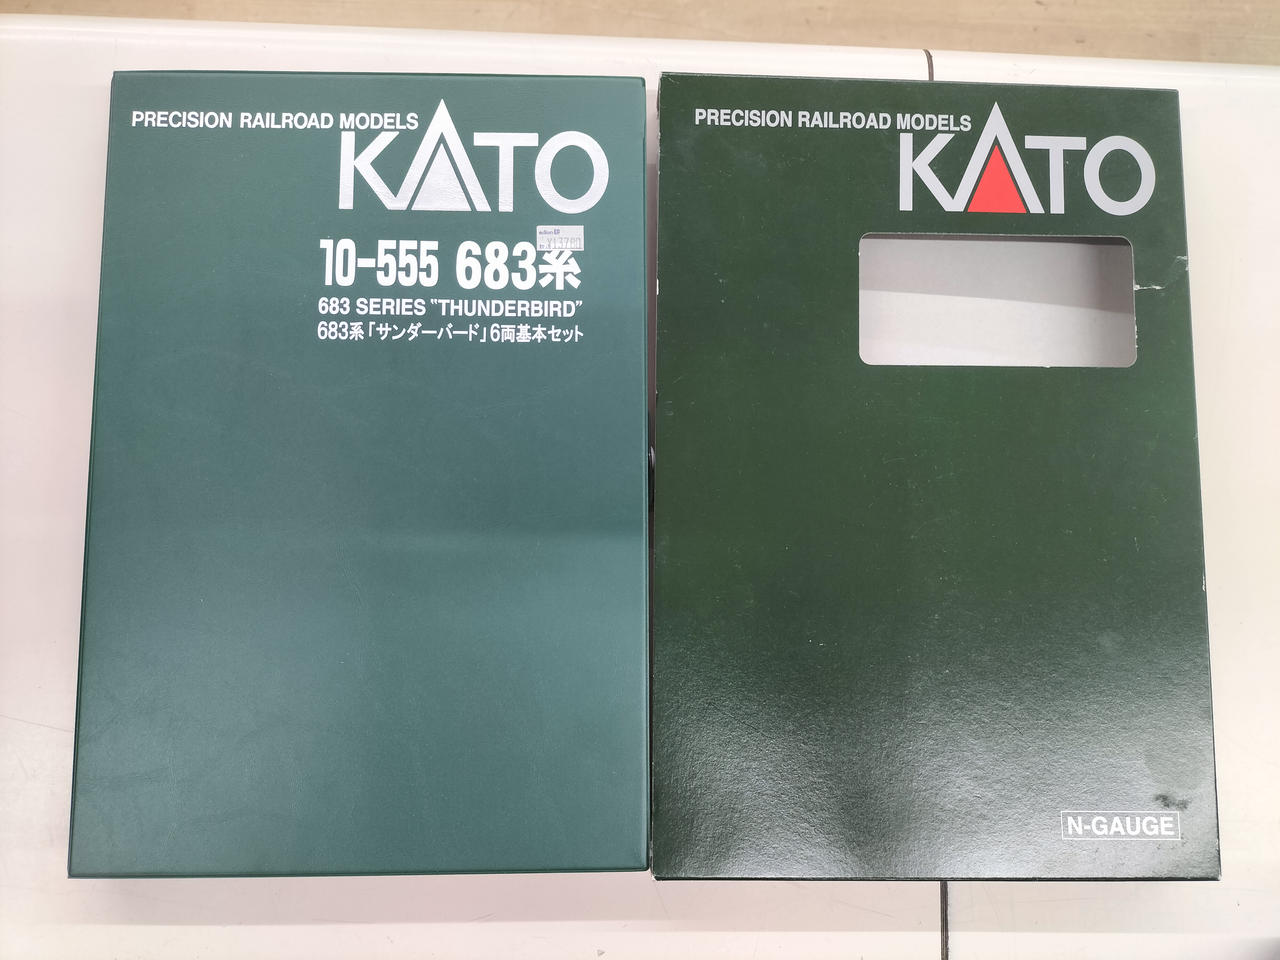 PRECISION RAILROAD MODELS
KATO
10-555 683系
683 SERIES "THUNDERBIRD"
683系「サンダーバード」6両基本セット
PRECISION RAILROAD MODELS
KATO
N-GAUGE